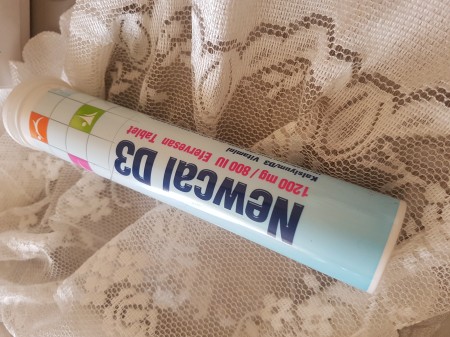 Newcal D3
1200 mg / 800 IU Efervesan Tablet
Kalsiyum/D3 Vitamini